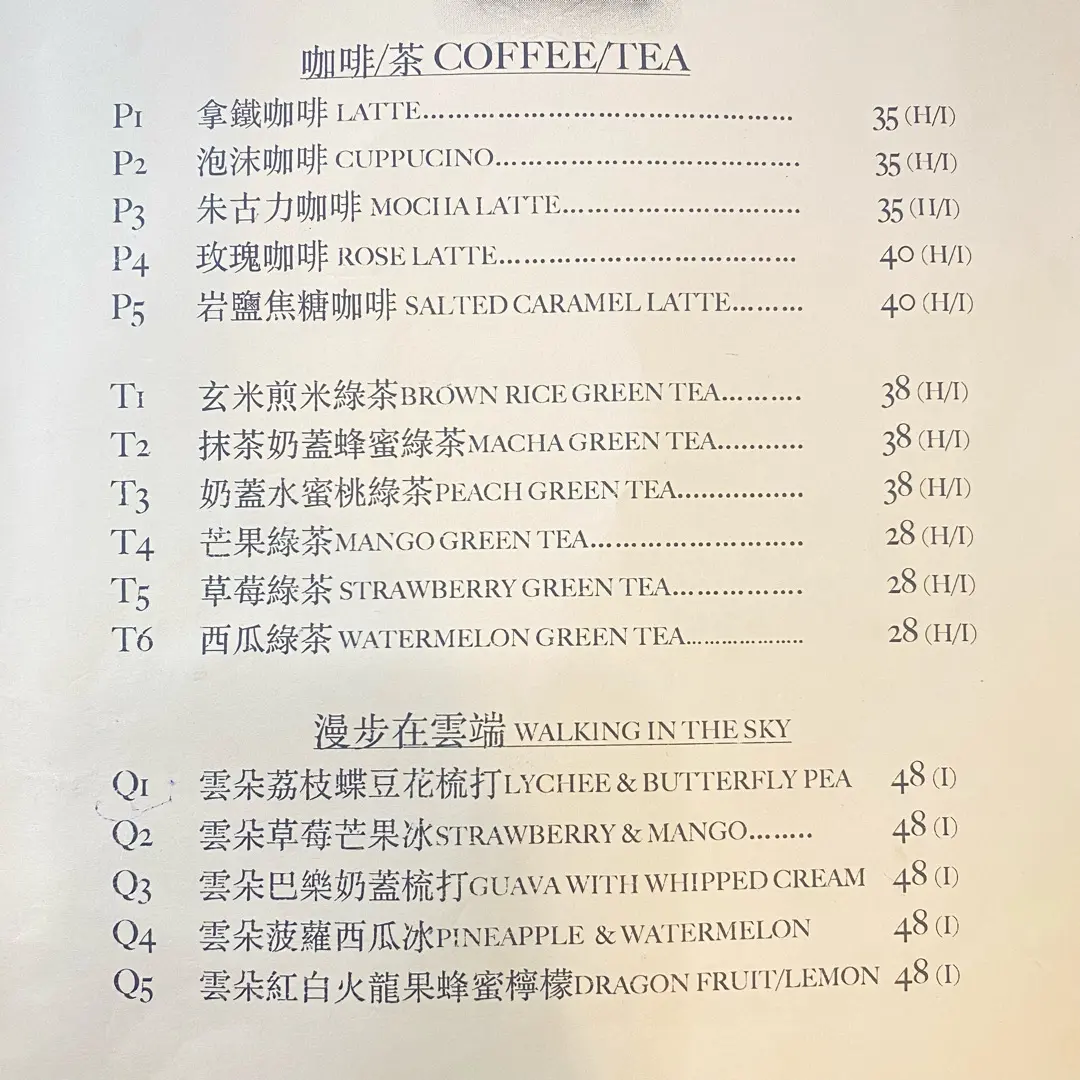 咖啡/茶 COFFEE/TEA
P1 拿鐵咖啡 LATTE.......................................... 35 (H/I)
P2 泡沫咖啡 CUPPUCINO.................................. 35 (H/I)
P3 朱古力咖啡 MOCHA LATTE........................... 35 (H/I)
P4 玫瑰咖啡 ROSE LATTE.................................. 40 (H/I)
P5 岩鹽焦糖咖啡 SALTED CARAMEL LATTE......... 40 (H/I)
T1 玄米煎米綠茶BROWN RICE GREEN TEA.......... 38 (H/I)
T2 抹茶奶蓋蜂蜜綠茶MACHA GREEN TEA........... 38 (H/I)
T3 奶蓋水蜜桃綠茶PEACH GREEN TEA................ 38 (H/I)
T4 芒果綠茶MANGO GREEN TEA........................ 28 (H/I)
T5 草莓綠茶 STRAWBERRY GREEN TEA............... 28 (H/I)
T6 西瓜綠茶 WATERMELON GREEN TEA..................... 28 (H/I)
漫步在雲端 WALKING IN THE SKY
Q1 雲朵荔枝蝶豆花梳打LYCHEE & BUTTERFLY PEA 48 (I)
Q2 雲朵草莓芒果冰STRAWBERRY & MANGO........ 48 (I)
Q3 雲朵巴樂奶蓋梳打GUAVA WITH WHIPPED CREAM 48 (I)
Q4 雲朵菠蘿西瓜冰PINEAPPLE & WATERMELON 48 (I)
Q5 雲朵紅白火龍果蜂蜜檸檬DRAGON FRUIT/LEMON 48 (I)